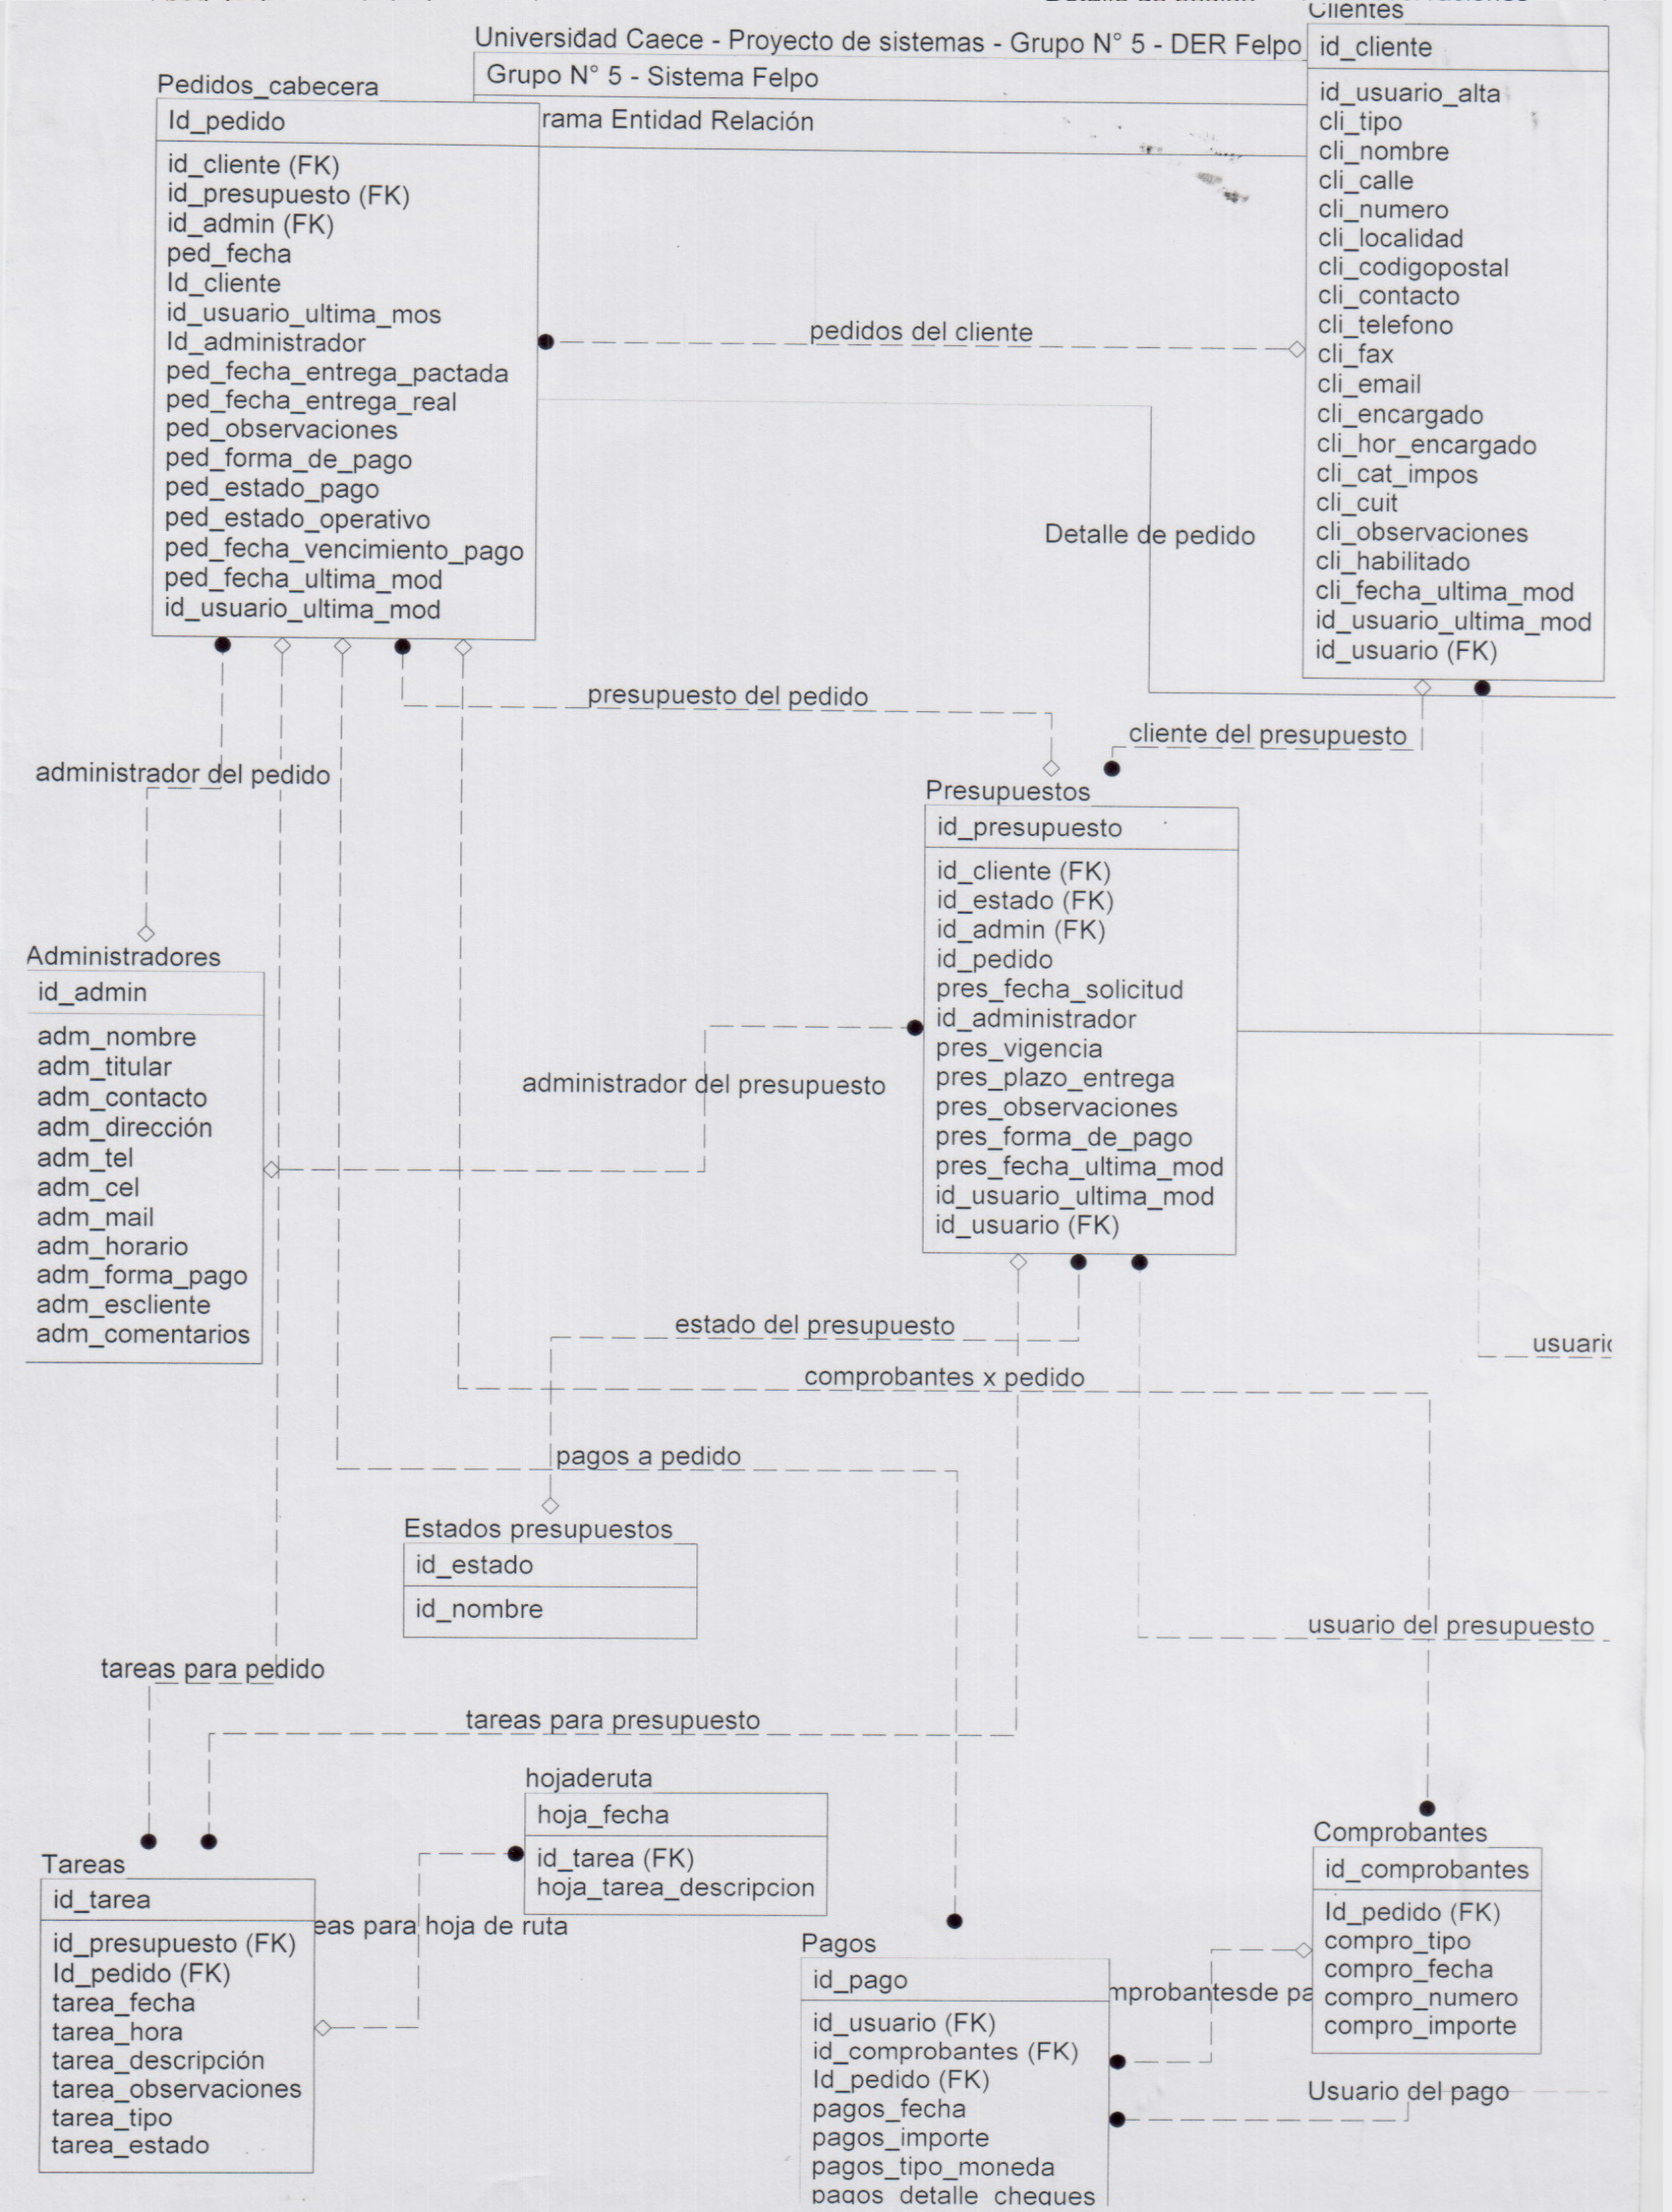 Clientes
Universidad Caece - Proyecto de sistemas - Grupo N° 5 - DER Felpo
Grupo N° 5 - Sistema Felpo
rama Entidad Relación
Pedidos_cabecera
Id_pedido
id_cliente (FK)
id_presupuesto (FK)
id_admin (FK)
ped_fecha
Id_cliente
id_usuario_ultima_mos
Id_administrador
ped_fecha_entrega_pactada
ped_fecha_entrega_real
ped_observaciones
ped_forma_de_pago
ped_estado_pago
ped_estado_operativo
ped_fecha_vencimiento_pago
ped_fecha_ultima_mod
id_usuario_ultima_mod
id_cliente
id_usuario_alta
cli_tipo
cli_nombre
cli_calle
cli_numero
cli_localidad
cli_codigopostal
cli_contacto
cli_telefono
cli_fax
cli_email
cli_encargado
cli_hor_encargado
cli_cat_impos
cli_cuit
cli_observaciones
cli_habilitado
cli_fecha_ultima_mod
id_usuario_ultima_mod
id_usuario (FK)
pedidos del cliente
Detalle de pedido
presupuesto del pedido
cliente del presupuesto
administrador del pedido
Presupuestos
id_presupuesto
id_cliente (FK)
id_estado (FK)
id_admin (FK)
id_pedido
pres_fecha_solicitud
id_administrador
pres_vigencia
pres_plazo_entrega
pres_observaciones
pres_forma_de_pago
pres_fecha_ultima_mod
id_usuario_ultima_mod
id_usuario (FK)
Administradores
id_admin
adm_nombre
adm_titular
adm_contacto
adm_dirección
adm_tel
adm_cel
adm_mail
adm_horario
adm_forma_pago
adm_escliente
adm_comentarios
administrador del presupuesto
estado del presupuesto
usuario
comprobantes x pedido
pagos a pedido
Estados presupuestos
id_estado
id_nombre
usuario del presupuesto
tareas para pedido
tareas para presupuesto
hojaderuta
hoja_fecha
id_tarea (FK)
hoja_tarea_descripcion
Tareas
id_tarea
id_presupuesto (FK)
Id_pedido (FK)
tarea_fecha
tarea_hora
tarea_descripción
tarea_observaciones
tarea_tipo
tarea_estado
eas para hoja de ruta
Pagos
id_pago
id_usuario (FK)
id_comprobantes (FK)
Id_pedido (FK)
pagos_fecha
pagos_importe
pagos_tipo_moneda
pagos_detalle_cheques
mprobantesde pa
Comprobantes
id_comprobantes
Id_pedido (FK)
compro_tipo
compro_fecha
compro_numero
compro_importe
Usuario del pago